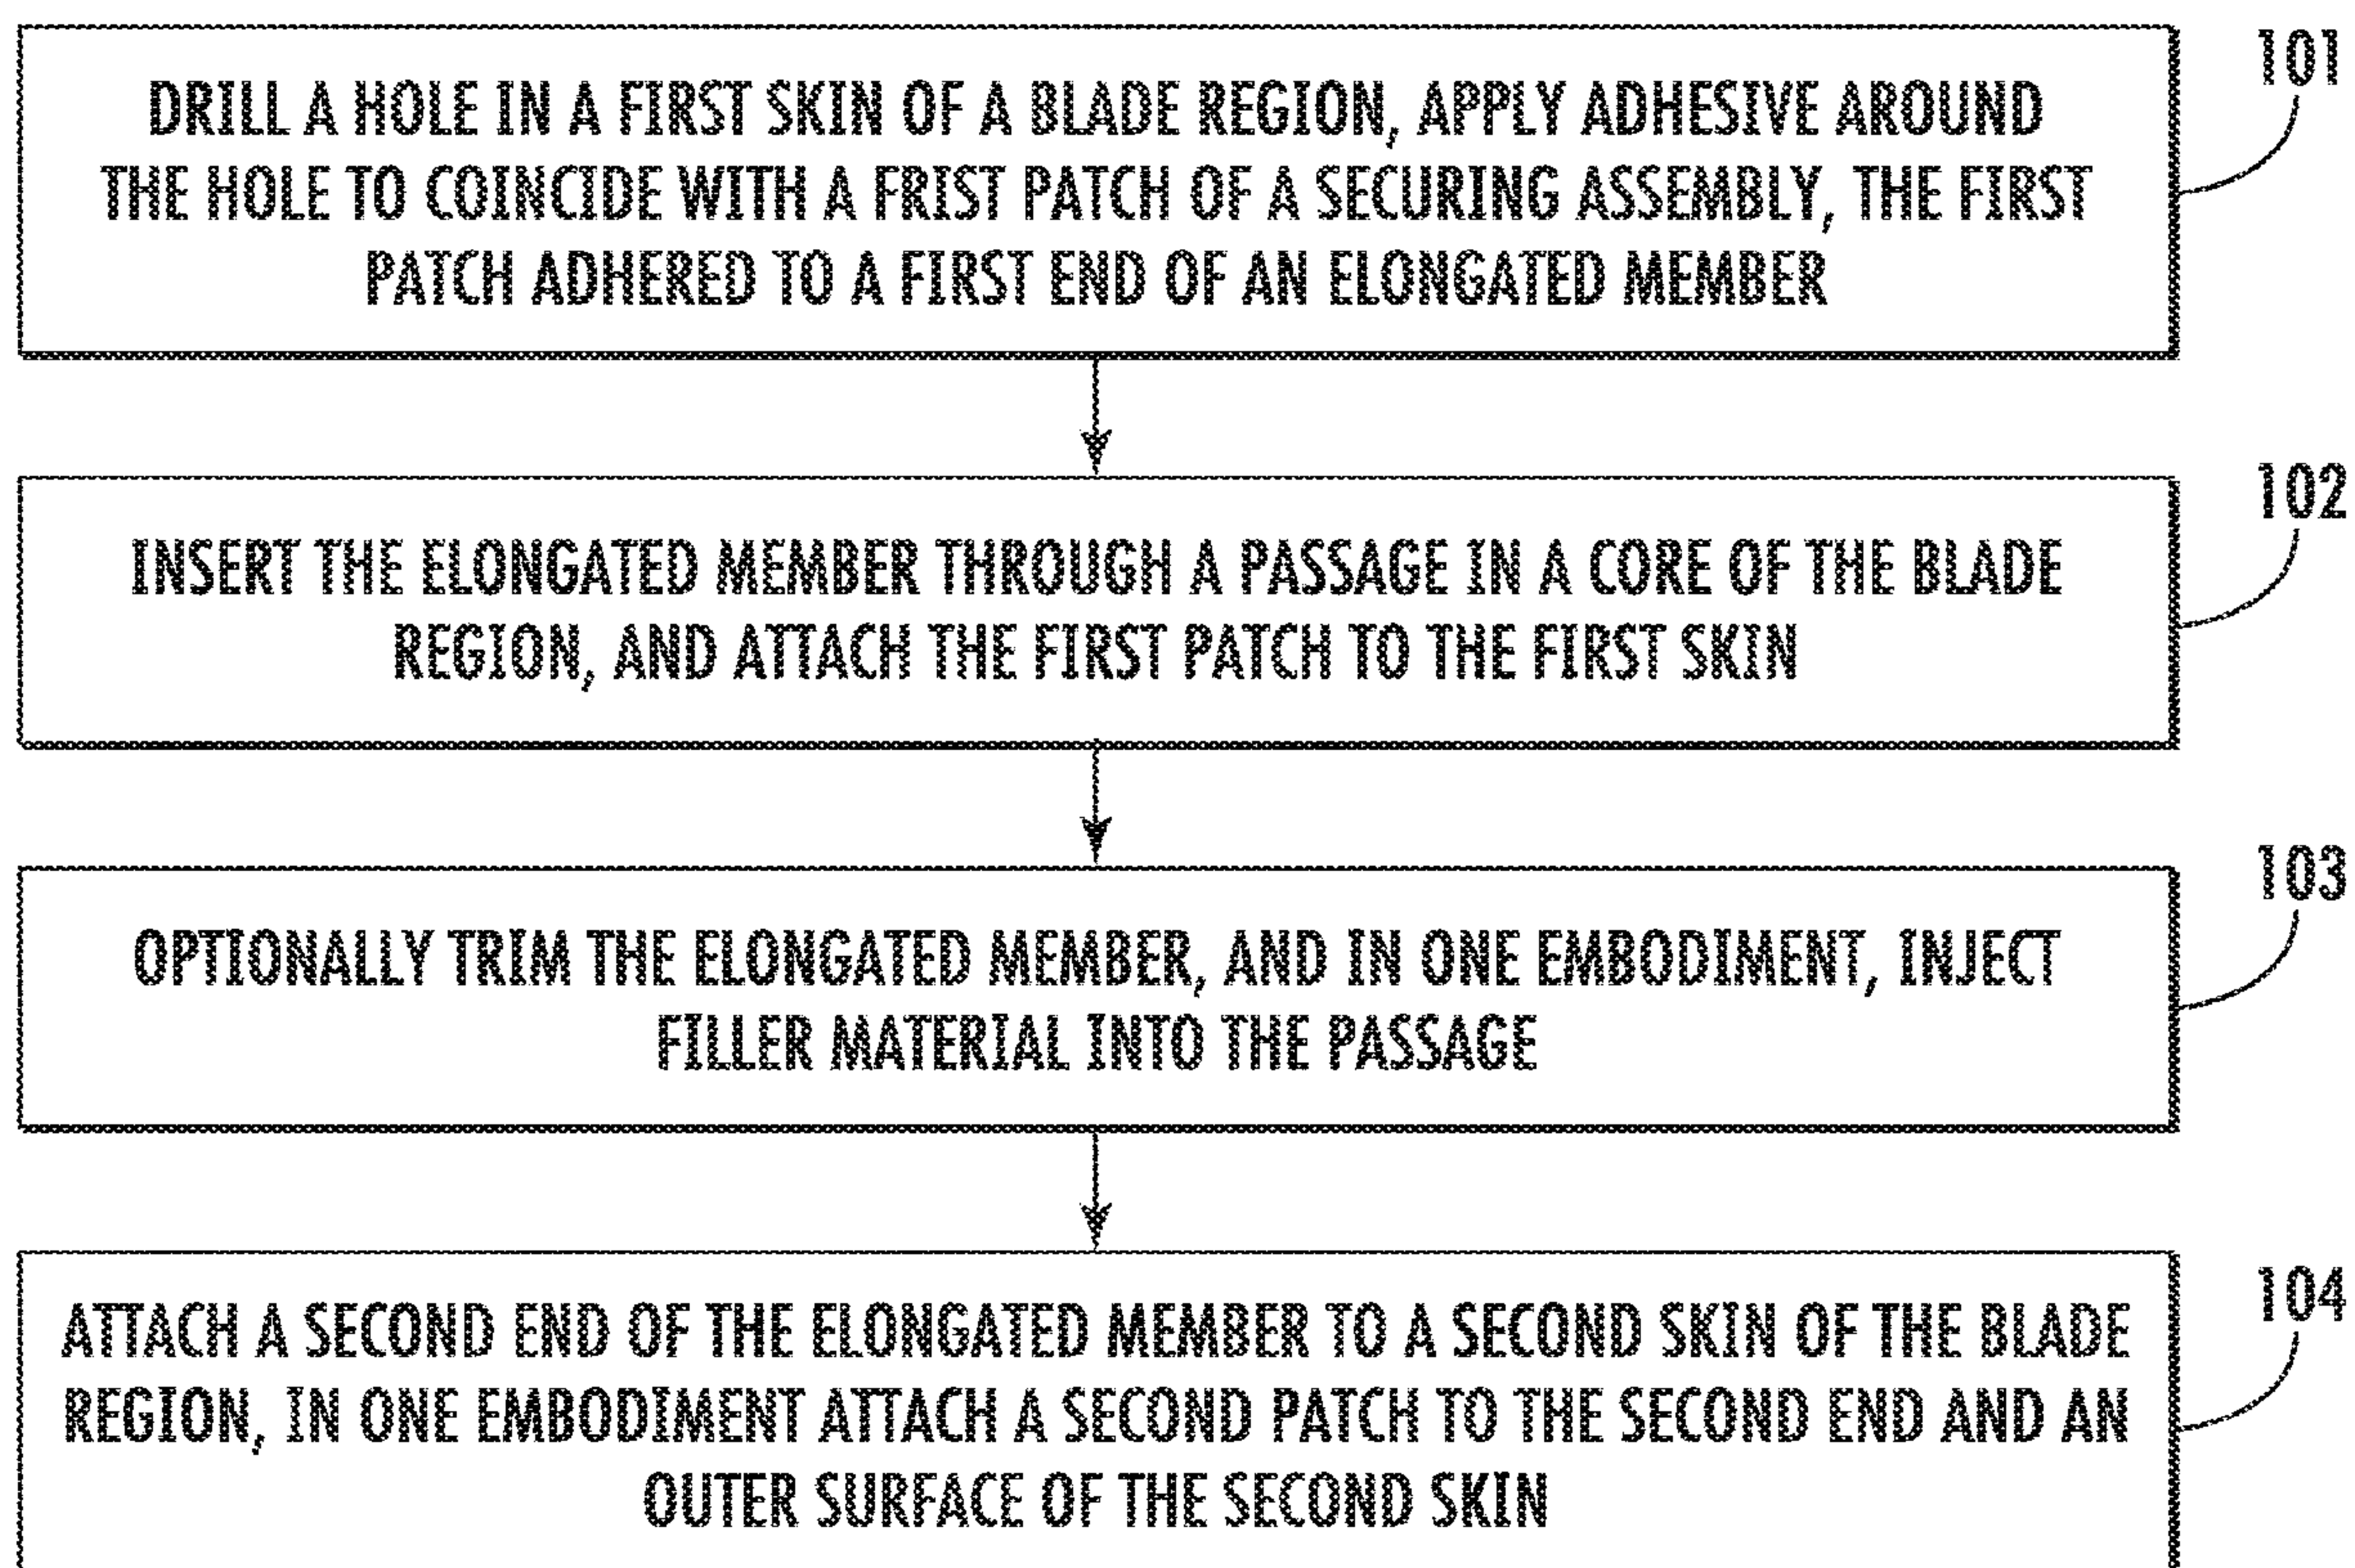 101
DRILL A HOLE IN A FIRST SKIN OF A BLADE REGION, APPLY ADHESIVE AROUND
THE HOLE TO COINCIDE WITH A FRIST PATCH OF A SECURING ASSEMBLY, THE FIRST
PATCH ADHERED TO A FIRST END OF AN ELONGATED MEMBER
102
INSERT THE ELONGATED MEMBER THROUGH A PASSAGE IN A CORE OF THE BLADE
REGION, AND ATTACH THE FIRST PATCH TO THE FIRST SKIN
103
OPTIONALLY TRIM THE ELONGATED MEMBER, AND IN ONE EMBODIMENT, INJECT
FILLER MATERIAL INTO THE PASSAGE
104
ATTACH A SECOND END OF THE ELONGATED MEMBER TO A SECOND SKIN OF THE BLADE
REGION, IN ONE EMBODIMENT ATTACH A SECOND PATCH TO THE SECOND END AND AN
OUTER SURFACE OF THE SECOND SKIN